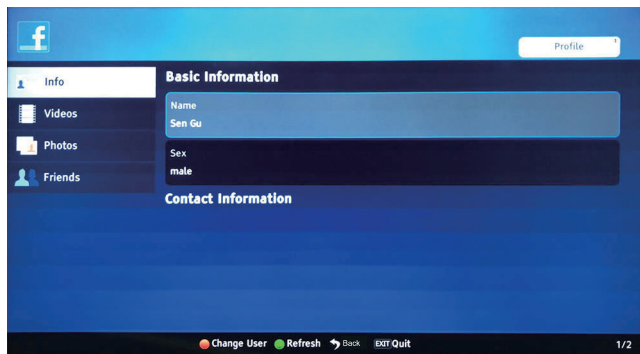 f
Profile
Info
Videos
Photos
Friends
Basic Information
Name
Sen Gu
Sex
male
Contact Information
Change User Refresh Back EXIT Quit 1/2